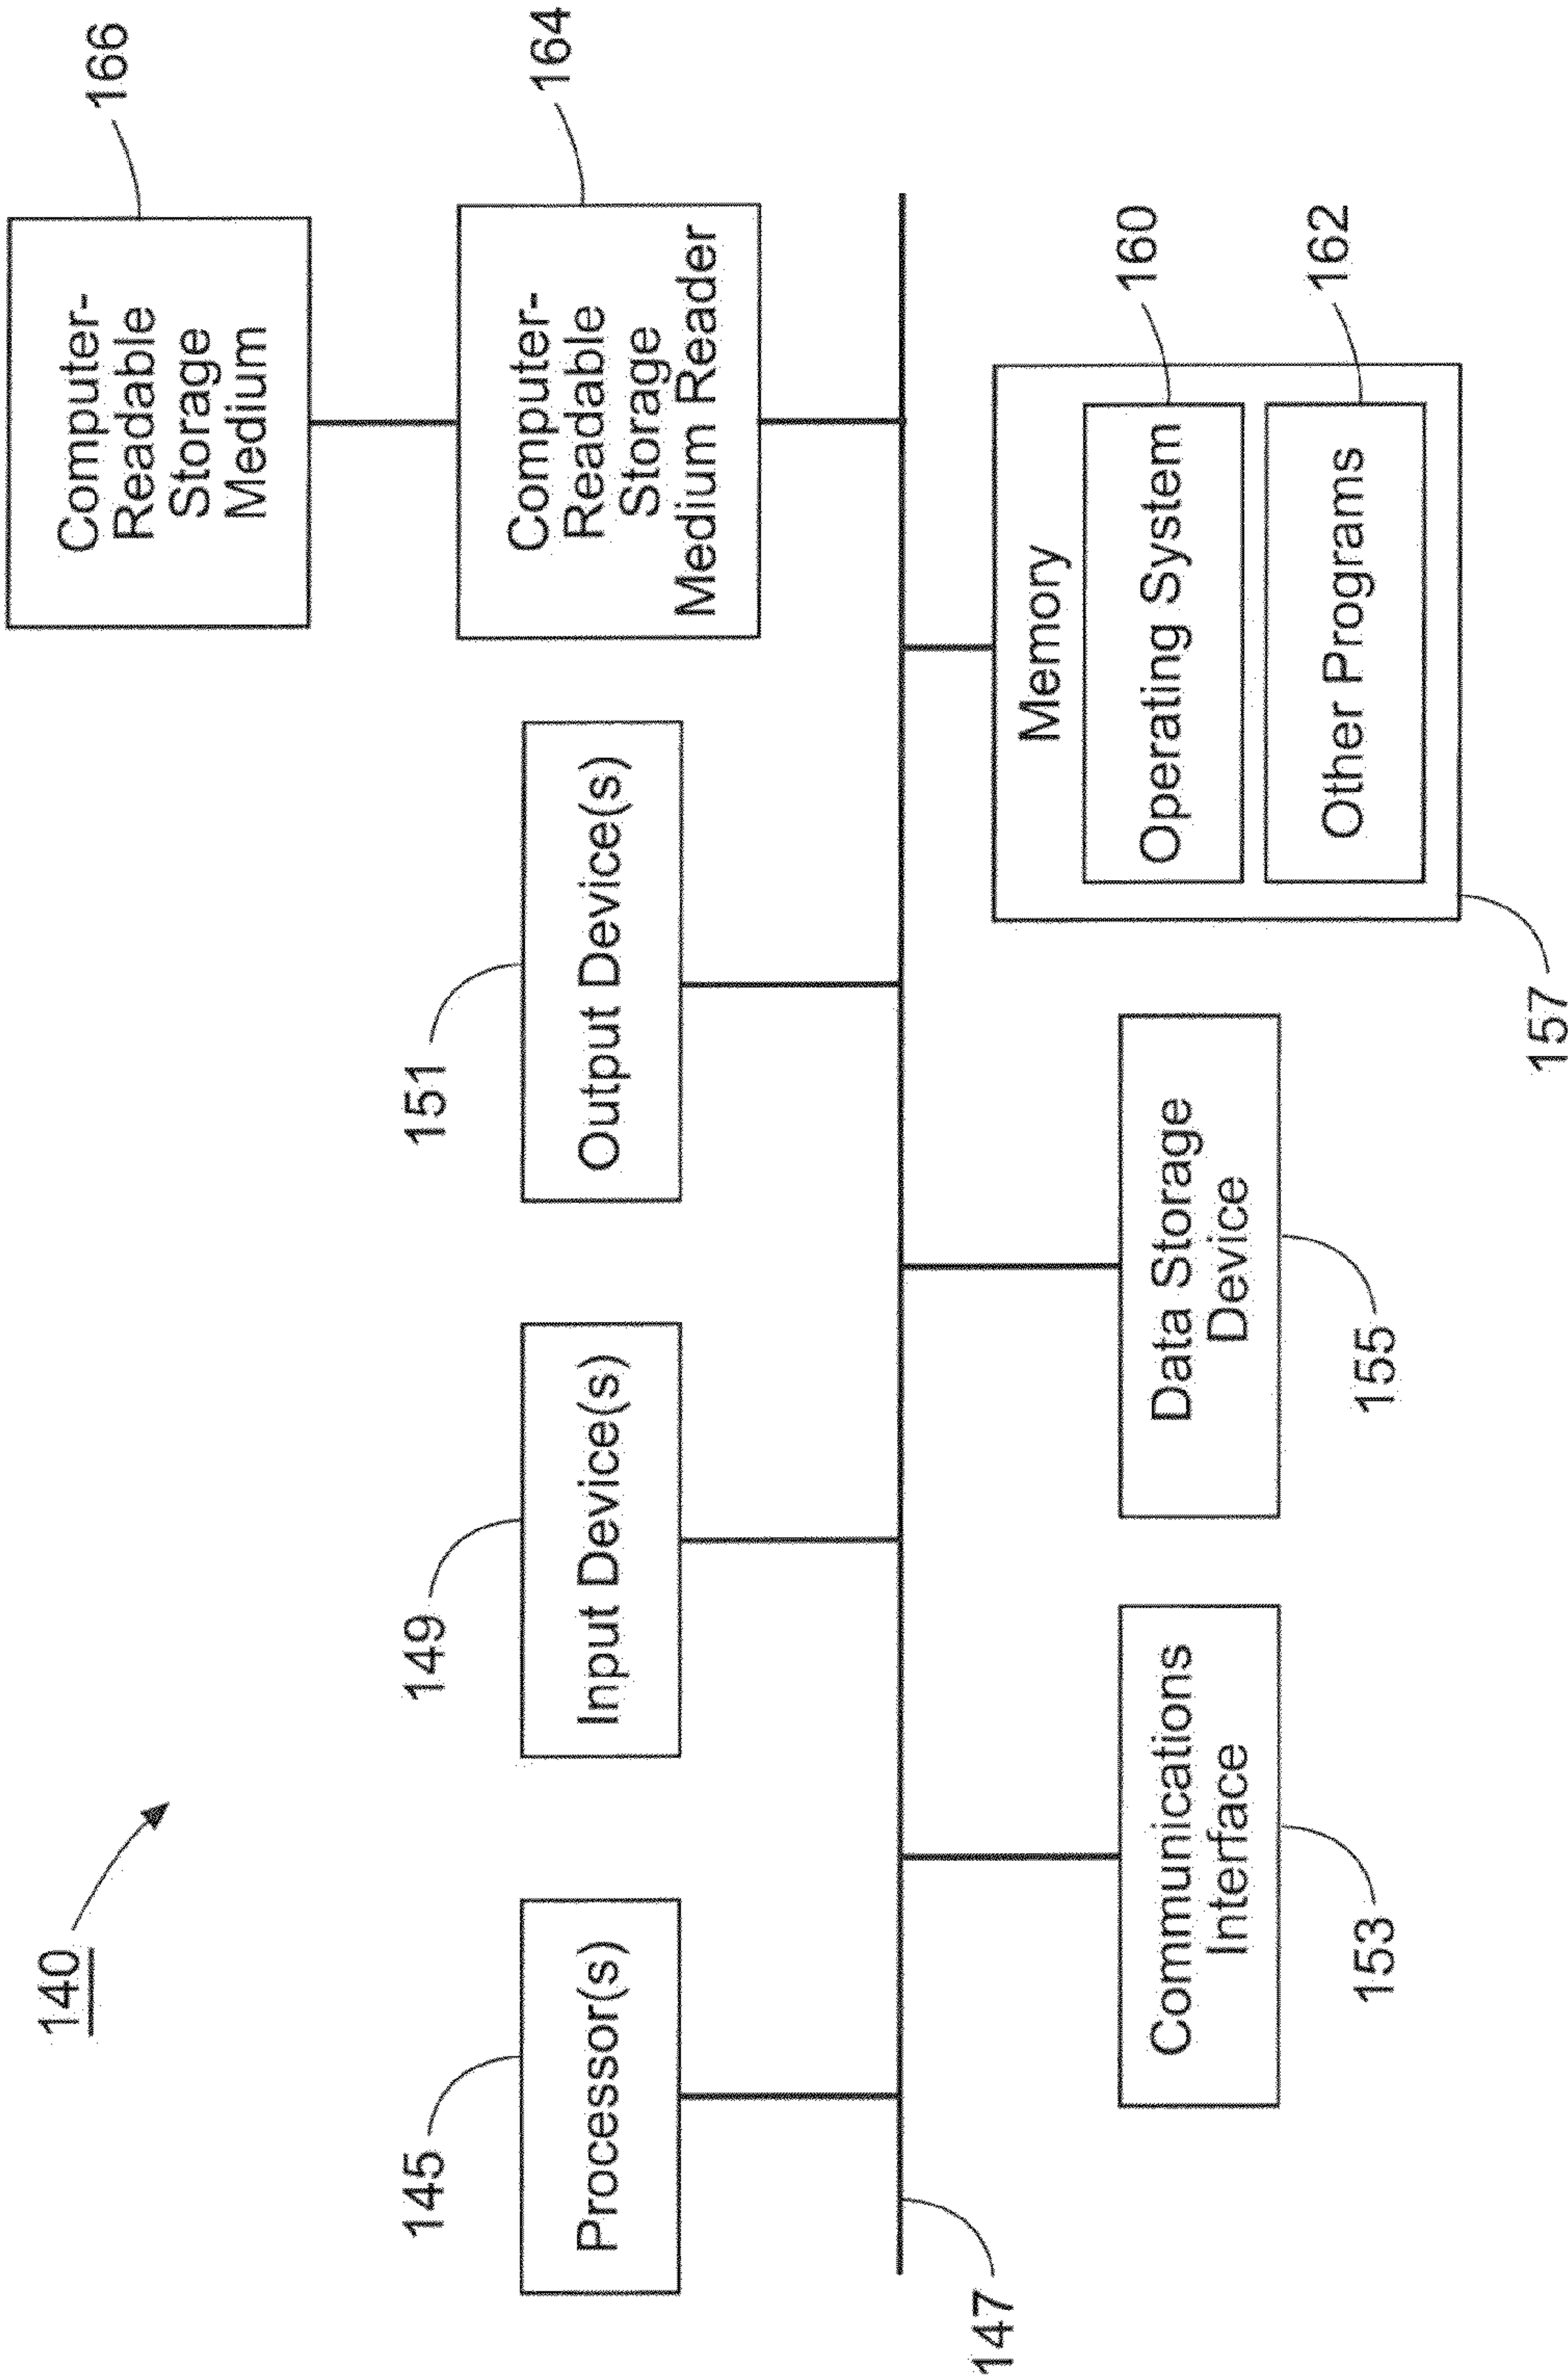 140
166
Computer-
Readable
Storage
Medium
164
Computer-
Readable
Storage
Medium Reader
145
Processor(s)
149
Input Device(s)
151
Output Device(s)
147
153
Communications
Interface
155
Data Storage
Device
157
Memory
160
Operating System
162
Other Programs